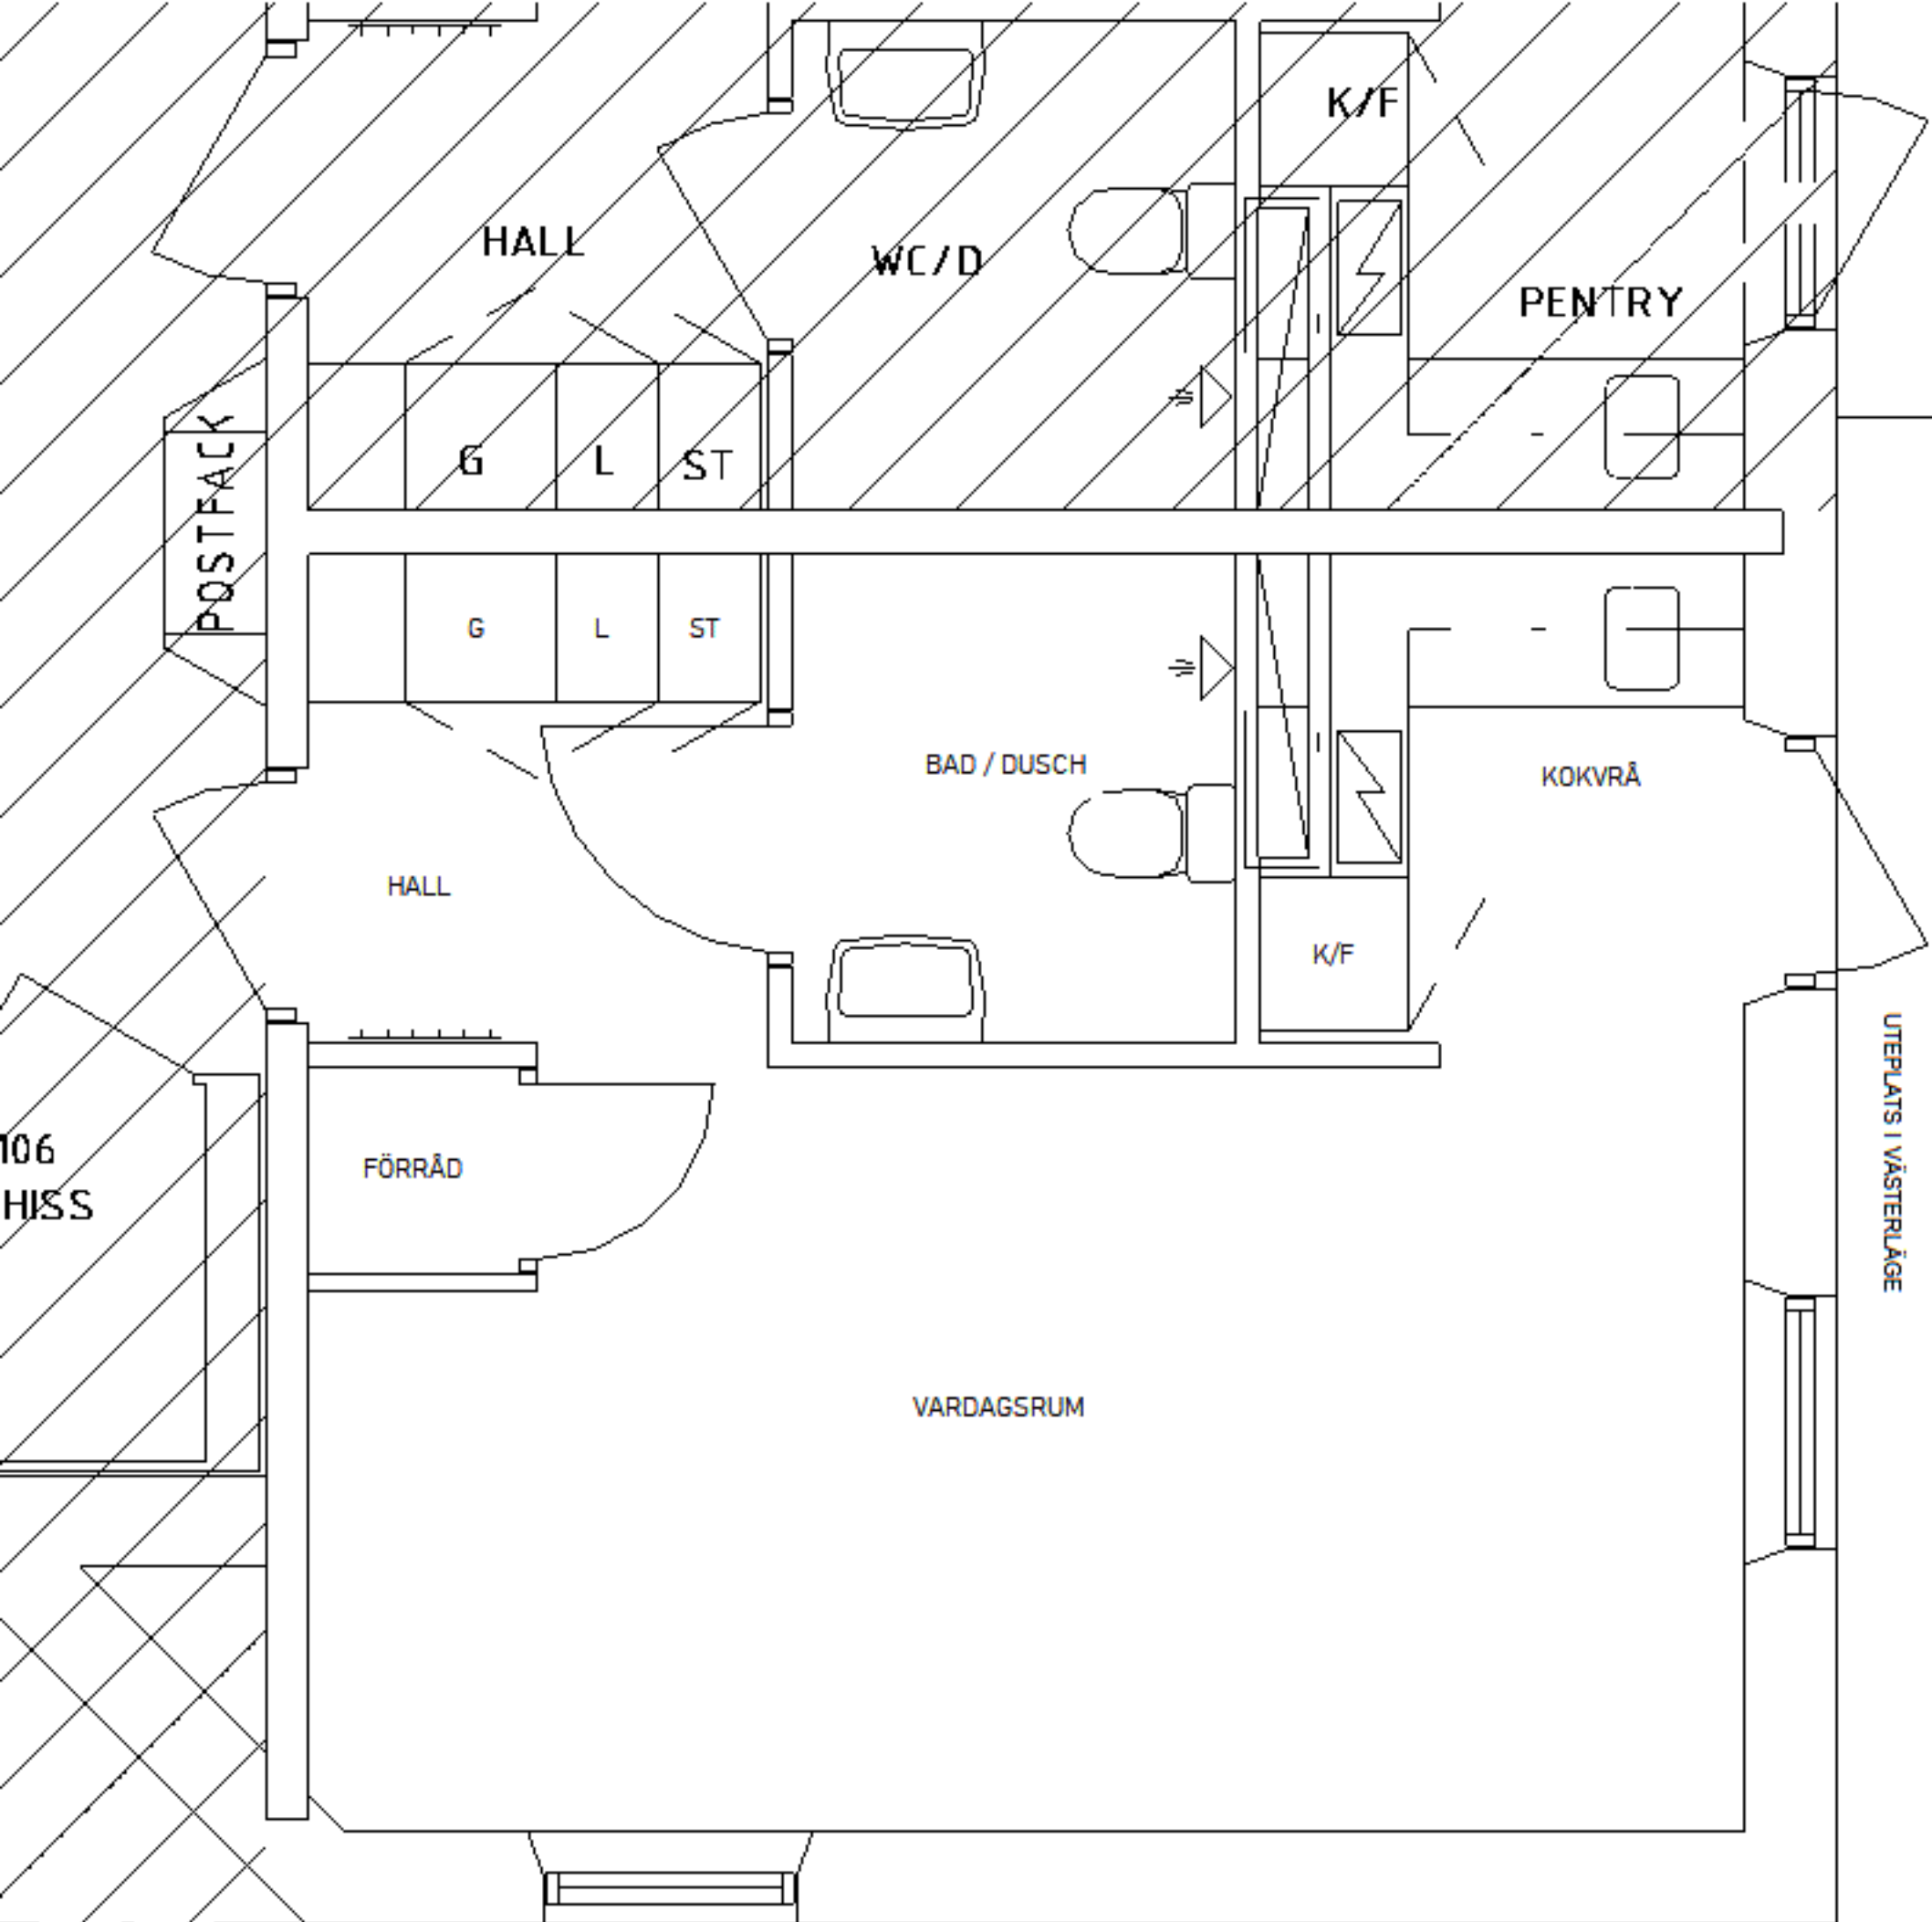 K/F
HALL
WC/D
PENTRY
POSTFACK
G
L
ST
G
L
ST
BAD / DUSCH
KOKVRÅ
HALL
K/F
UTEPLATS I VÄSTERLÄGE
106
HISS
FÖRRÅD
VARDAGSRUM